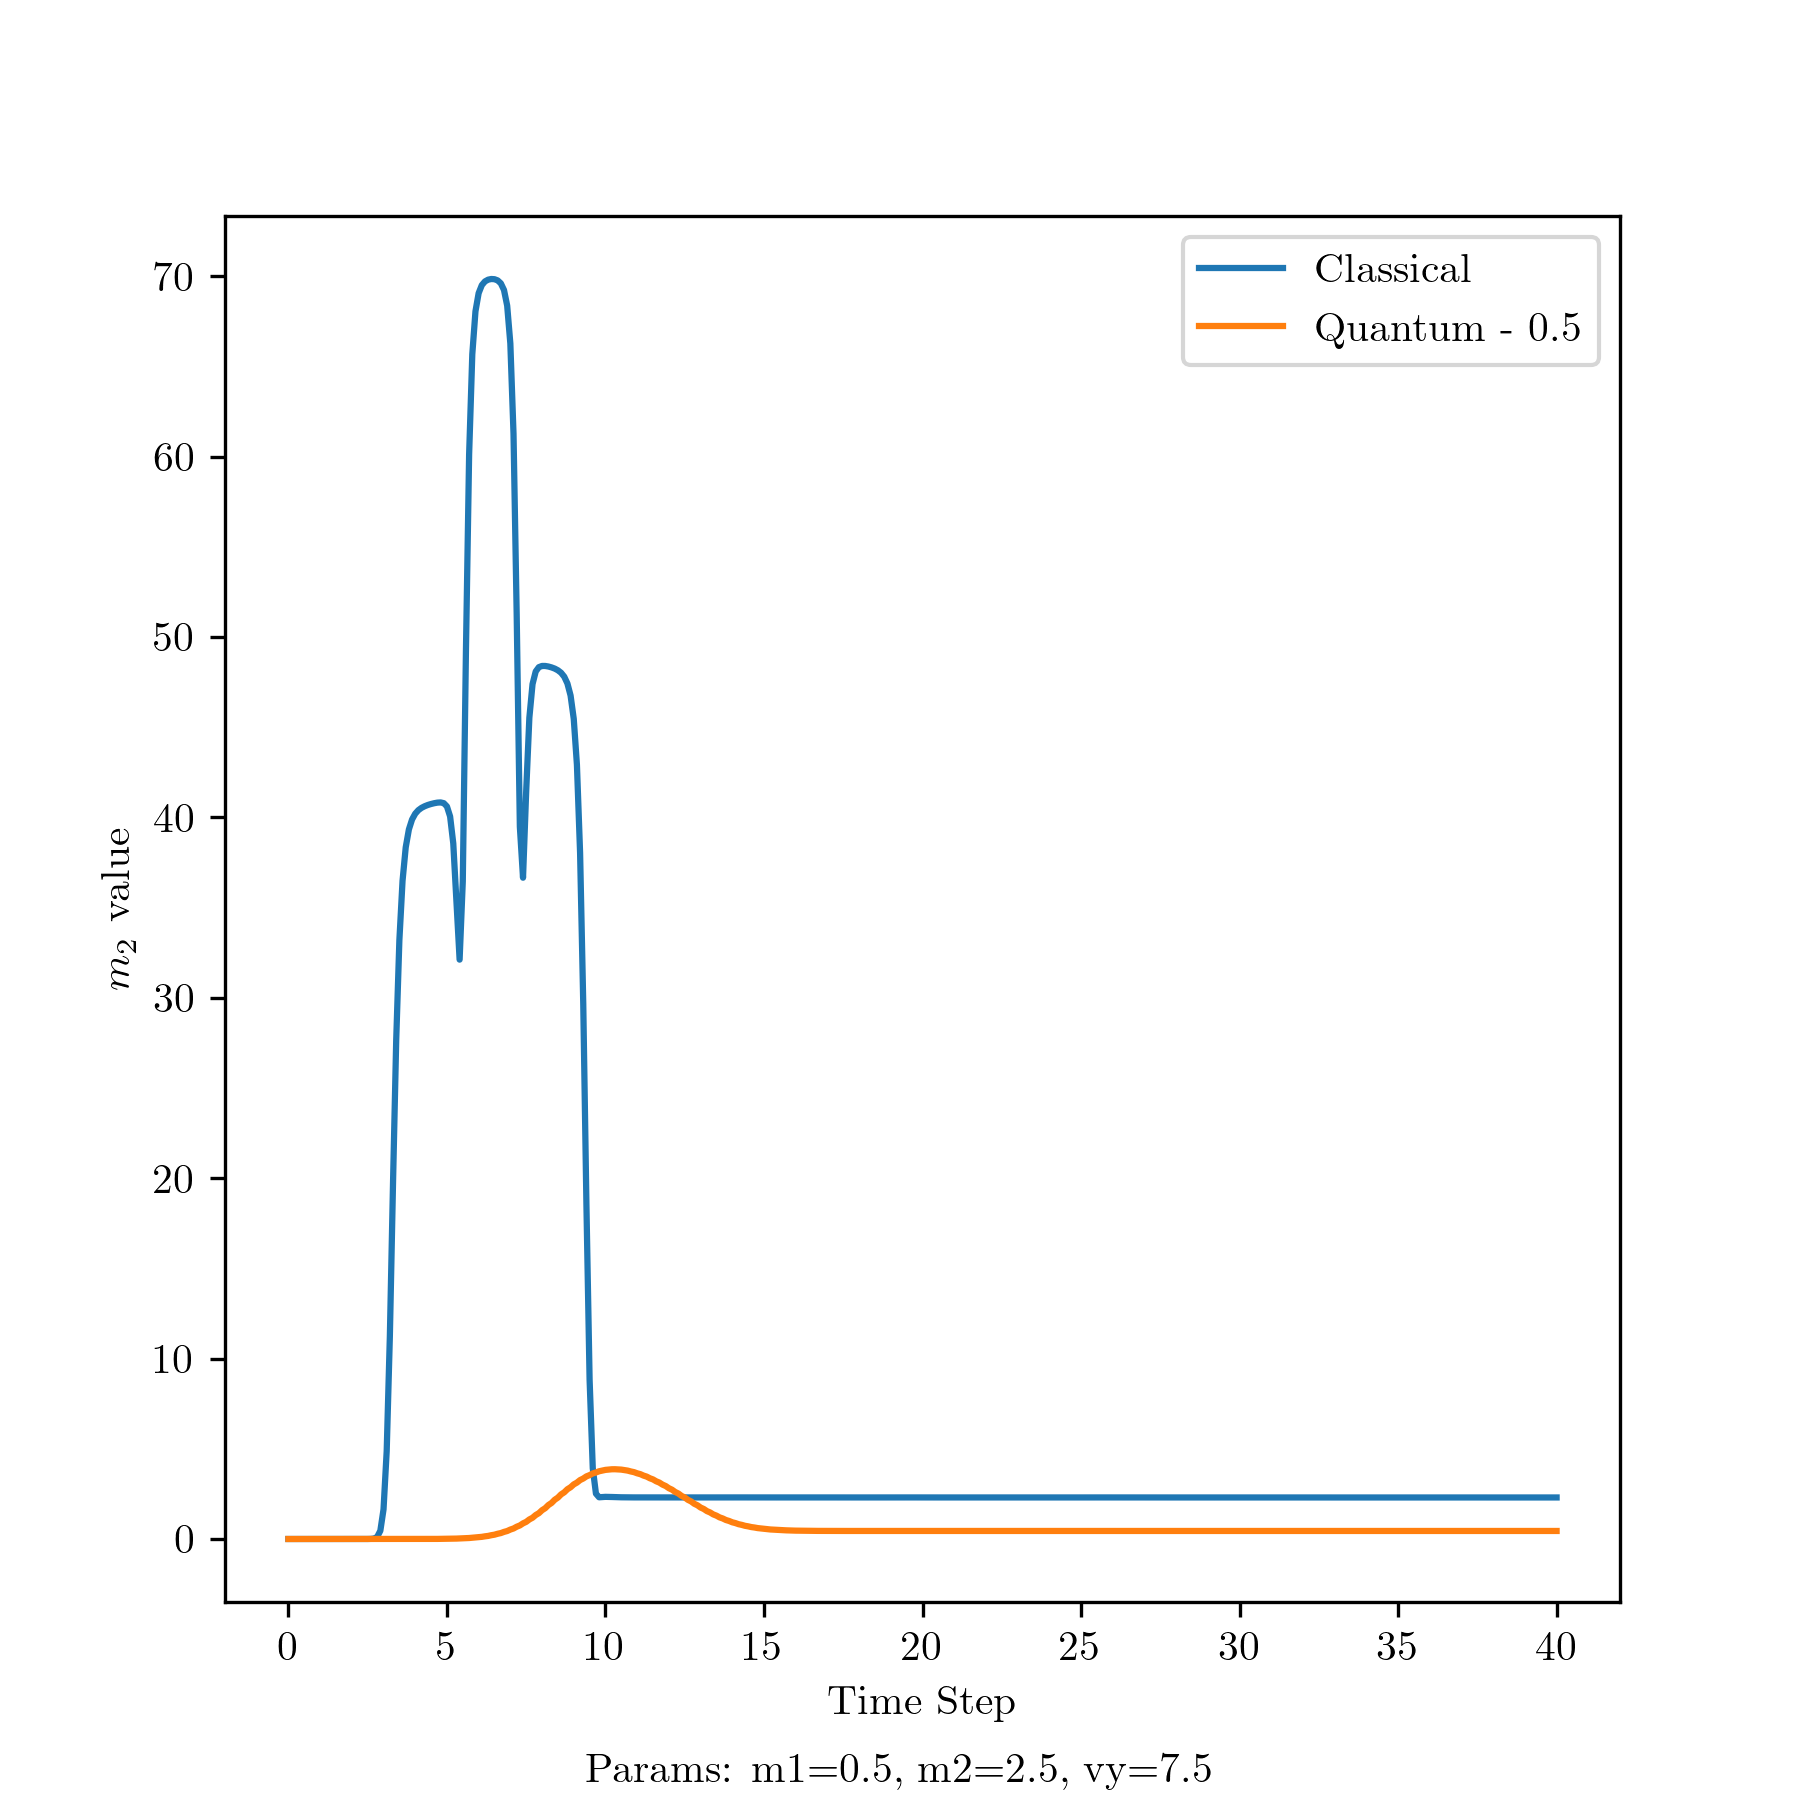 Classical
Quantum - 0.5
70
60
50
40
30
20
10
0
m₂ value
0 5 10 15 20 25 30 35 40
Time Step
Params: m1=0.5, m2=2.5, vy=7.5